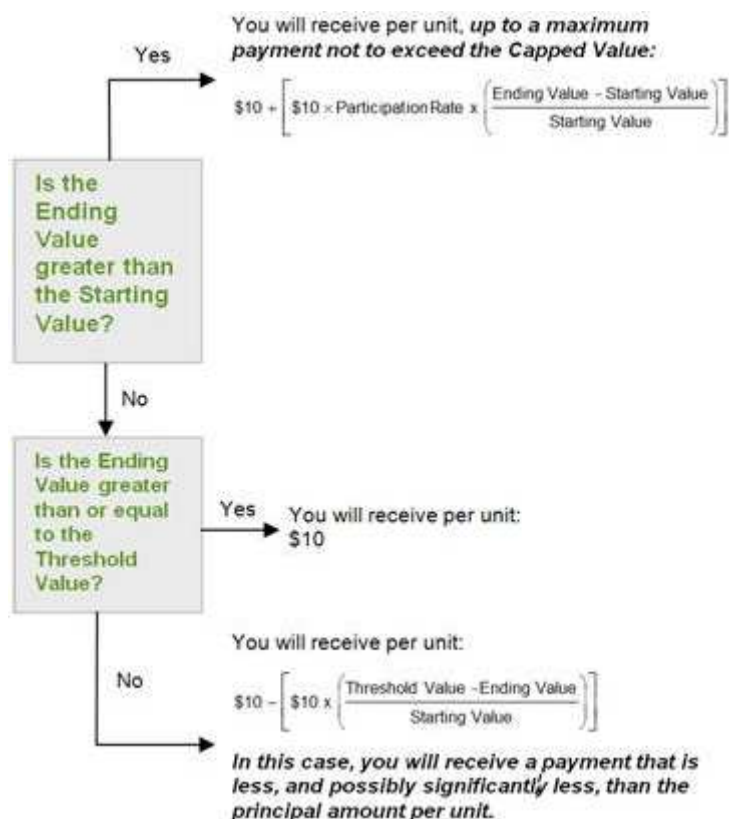 You will receive per unit, up to a maximum
payment not to exceed the Capped Value:
Yes
$10 + [ $10 × Participation Rate x ( Ending Value - Starting Value / Starting Value ) ]
Is the
Ending
Value
greater than
the Starting
Value?
No
Is the Ending
Value greater
than or equal
to the
Threshold
Value?
Yes
You will receive per unit:
$10
You will receive per unit:
No
$10 – [ $10 x ( Threshold Value - Ending Value / Starting Value ) ]
In this case, you will receive a payment that is
less, and possibly significantly less, than the
principal amount per unit.